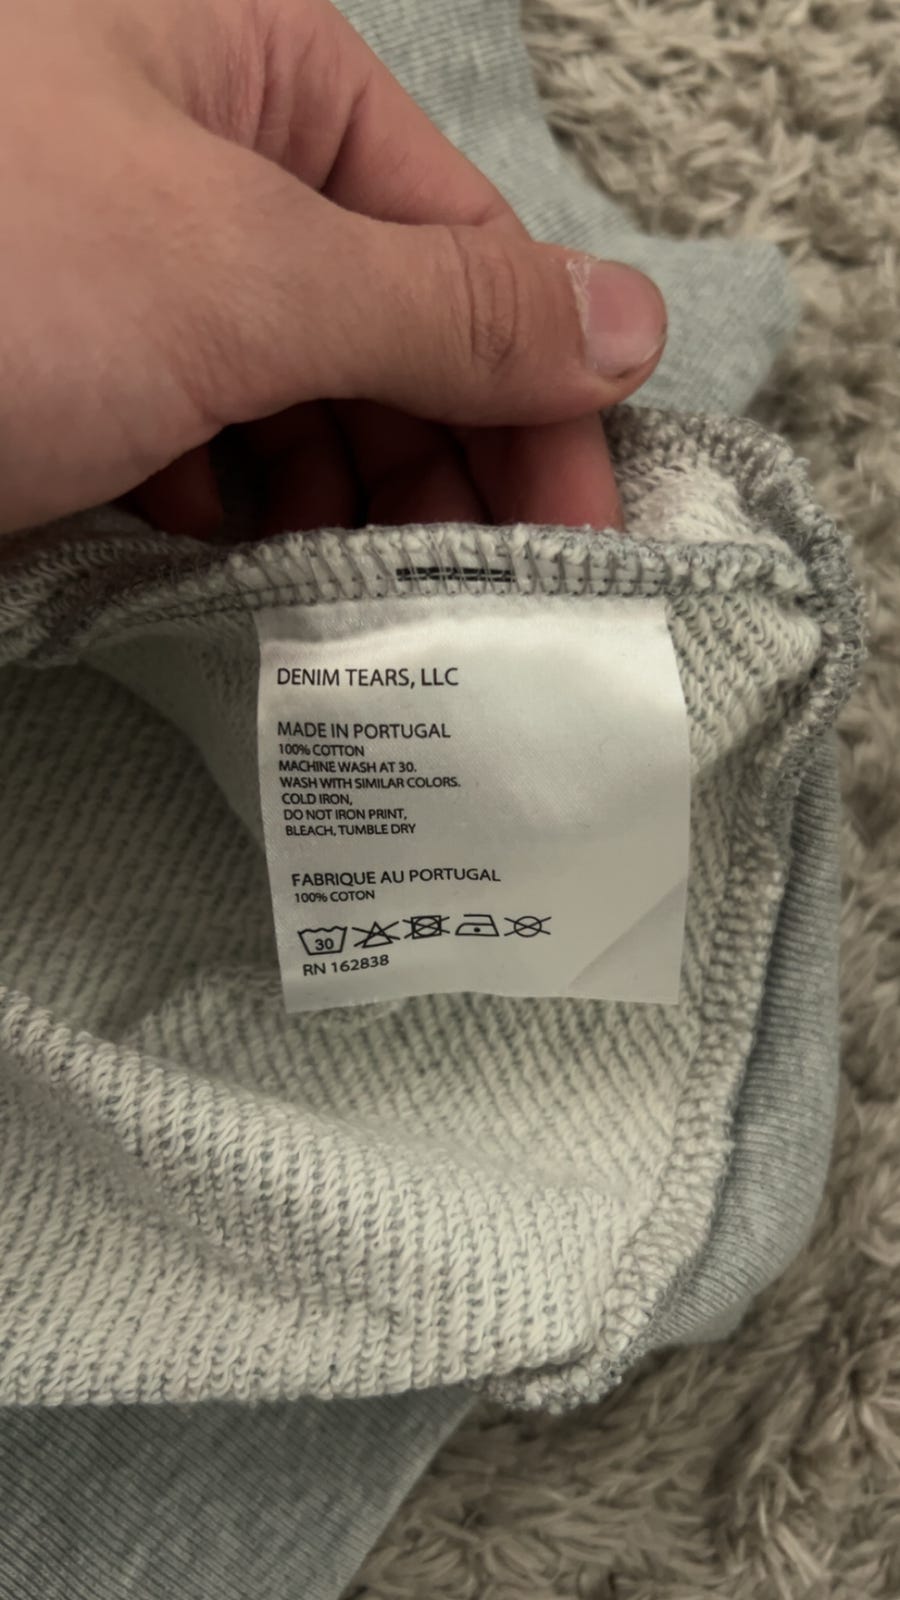 DENIM TEARS, LLC
MADE IN PORTUGAL
100% COTTON
MACHINE WASH AT 30.
WASH WITH SIMILAR COLORS.
COLD IRON,
DO NOT IRON PRINT,
BLEACH, TUMBLE DRY
FABRIQUE AU PORTUGAL
100% COTON
30
RN 162838